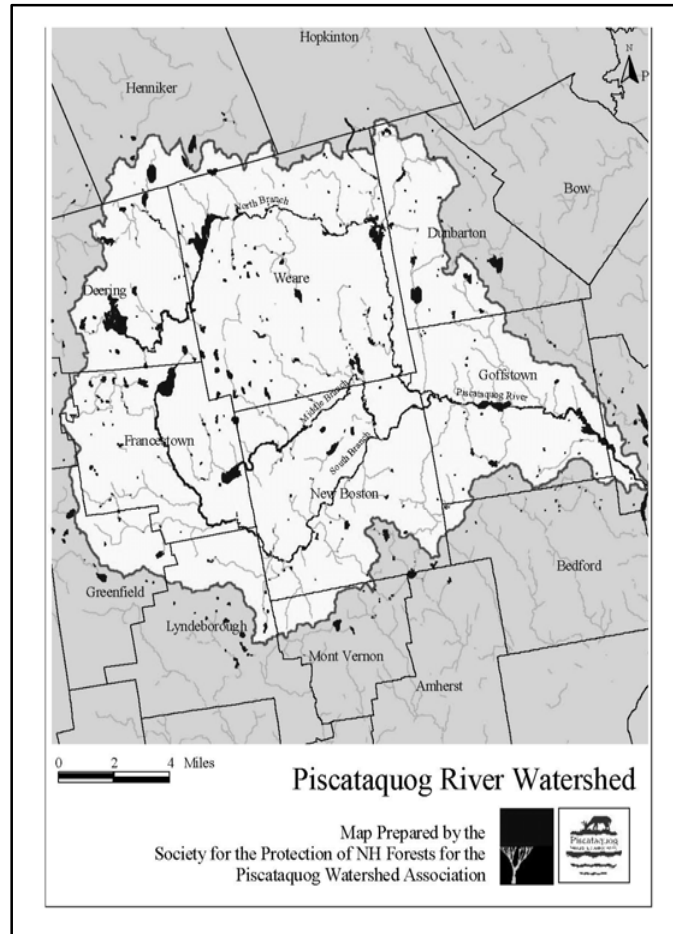 Hopkinton
Henniker
N
P
Bow
North Branch
Dunbarton
Weare
Deering
Goffstown
Piscataquog River
Middle Branch
Francestown
South Branch
New Boston
Bedford
Greenfield
Lyndeborough
Mont Vernon
Amherst
0 2 4 Miles
Piscataquog River Watershed
Map Prepared by the
Society for the Protection of NH Forests for the
Piscataquog Watershed Association
Piscataquog